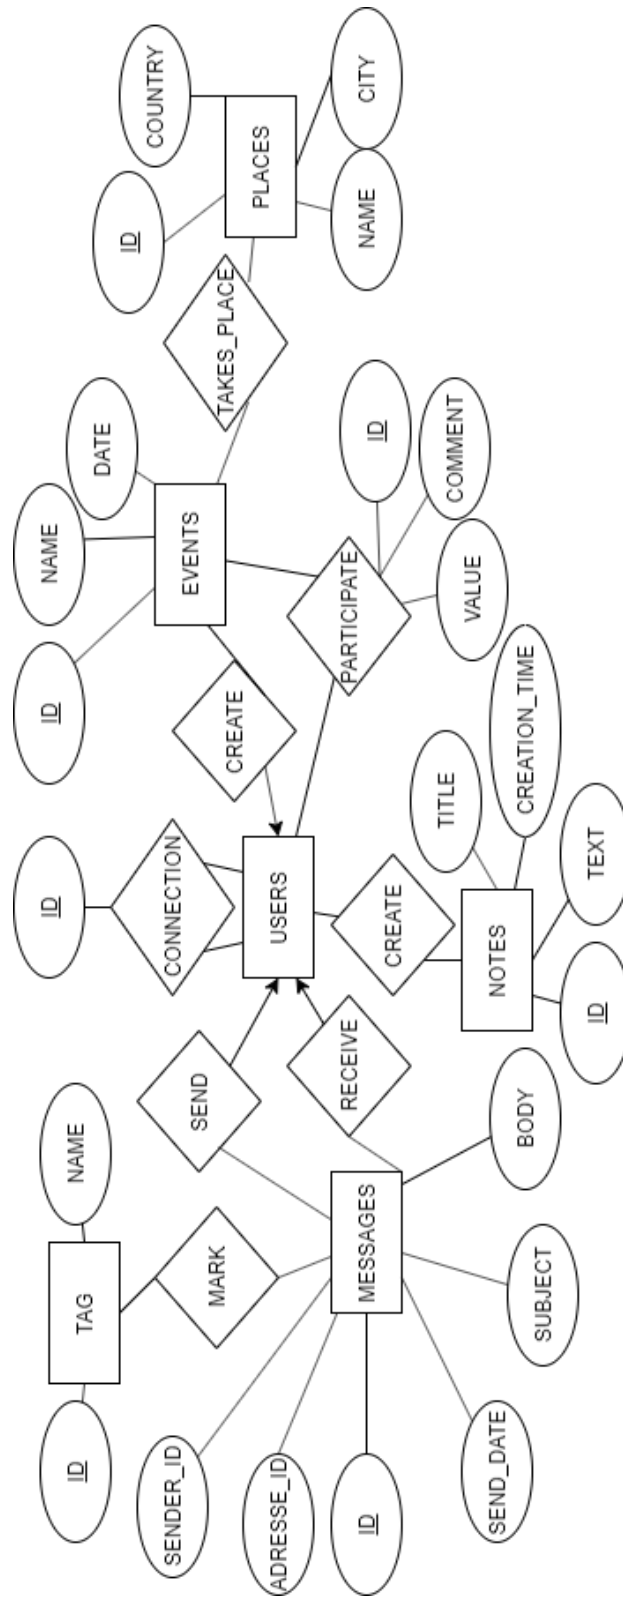 ID
NAME
DATE
ID
COUNTRY
TAG
NAME
SEND
CONNECTION
CREATE
EVENTS
TAKES_PLACE
PLACES
ID
SENDER_ID
MARK
USERS
ADRESSE_ID
RECEIVE
PARTICIPATE
ID
NAME
CITY
ID
MESSAGES
CREATE
COMMENT
VALUE
TITLE
SEND_DATE
SUBJECT
BODY
NOTES
CREATION_TIME
ID
TEXT
ID